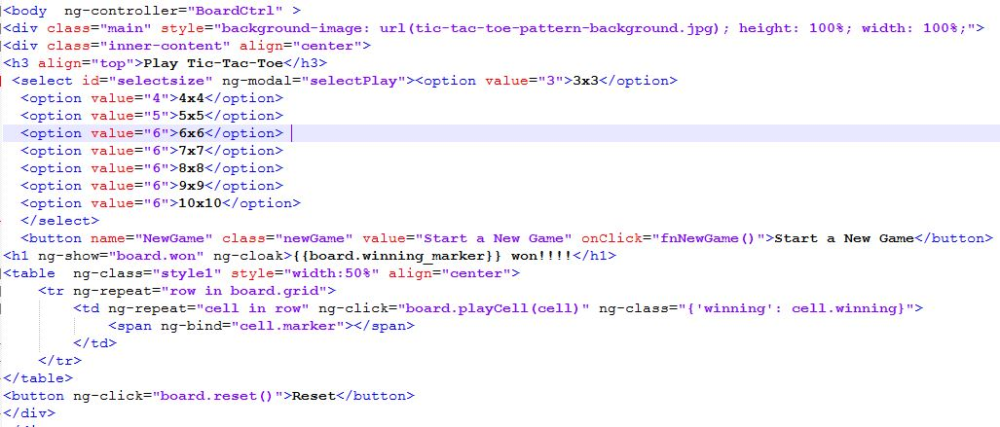 <body  ng-controller="BoardCtrl" >
<div class="main" style="background-image: url(tic-tac-toe-pattern-background.jpg); height: 100%; width: 100%;">
<div class="inner-content" align="center">
<h3 align="top">Play Tic-Tac-Toe</h3>
 <select id="selectsize" ng-modal="selectPlay"><option value="3">3x3</option>
  <option value="4">4x4</option>
  <option value="5">5x5</option>
  <option value="6">6x6</option>
  <option value="6">7x7</option>
  <option value="6">8x8</option>
  <option value="6">9x9</option>
  <option value="6">10x10</option>
  </select>
  <button name="NewGame" class="newGame" value="Start a New Game" onClick="fnNewGame()">Start a New Game</button>
<h1 ng-show="board.won" ng-cloak>{{board.winning_marker}} won!!!!</h1>
<table  ng-class="style1" style="width:50%" align="center">
    <tr ng-repeat="row in board.grid">
        <td ng-repeat="cell in row" ng-click="board.playCell(cell)" ng-class="{'winning': cell.winning}">
            <span ng-bind="cell.marker"></span>
        </td>
    </tr>
</table>
<button ng-click="board.reset()">Reset</button>
</div>